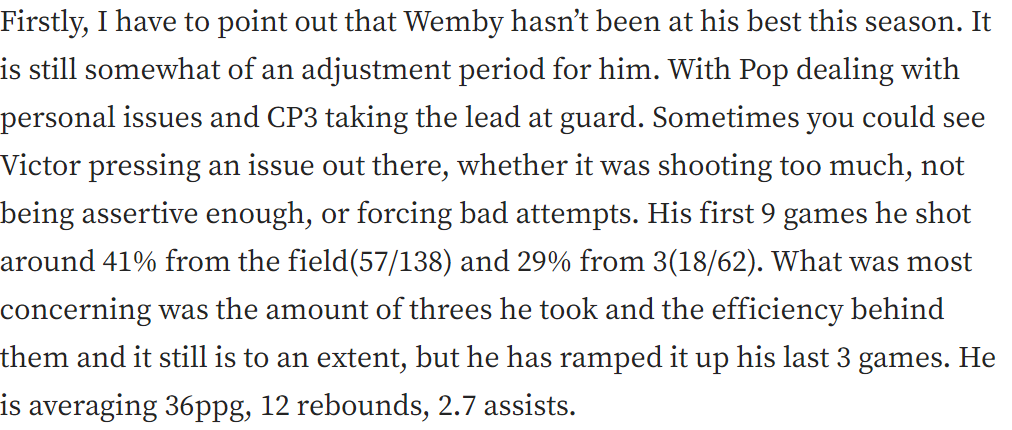 Firstly, I have to point out that Wemby hasn’t been at his best this season. It
is still somewhat of an adjustment period for him. With Pop dealing with
personal issues and CP3 taking the lead at guard. Sometimes you could see
Victor pressing an issue out there, whether it was shooting too much, not
being assertive enough, or forcing bad attempts. His first 9 games he shot
around 41% from the field(57/138) and 29% from 3(18/62). What was most
concerning was the amount of threes he took and the efficiency behind
them and it still is to an extent, but he has ramped it up his last 3 games. He
is averaging 36ppg, 12 rebounds, 2.7 assists.